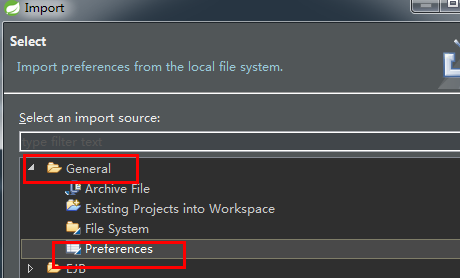 Import
Select
Import preferences from the local file system.
Select an import source:
type filter text
General
Archive File
Existing Projects into Workspace
File System
Preferences
EJB